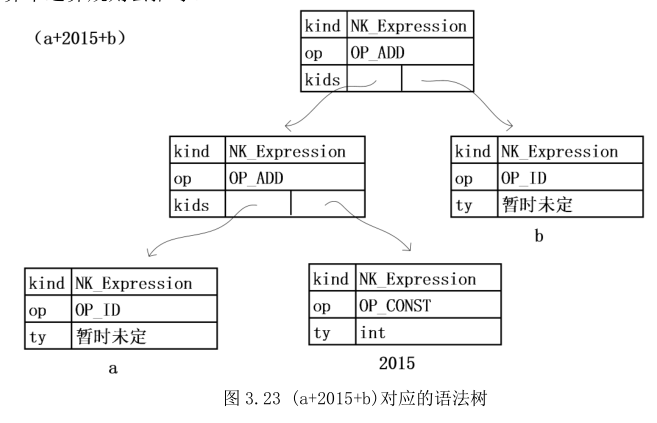 （a+2015+b）
kind NK_Expression
op OP_ADD
kids
kind NK_Expression
op OP_ADD
kids
kind NK_Expression
op OP_ID
ty 暂时未定
b
kind NK_Expression
op OP_ID
ty 暂时未定
a
kind NK_Expression
op OP_CONST
ty int
2015
图 3.23 (a+2015+b)对应的语法树